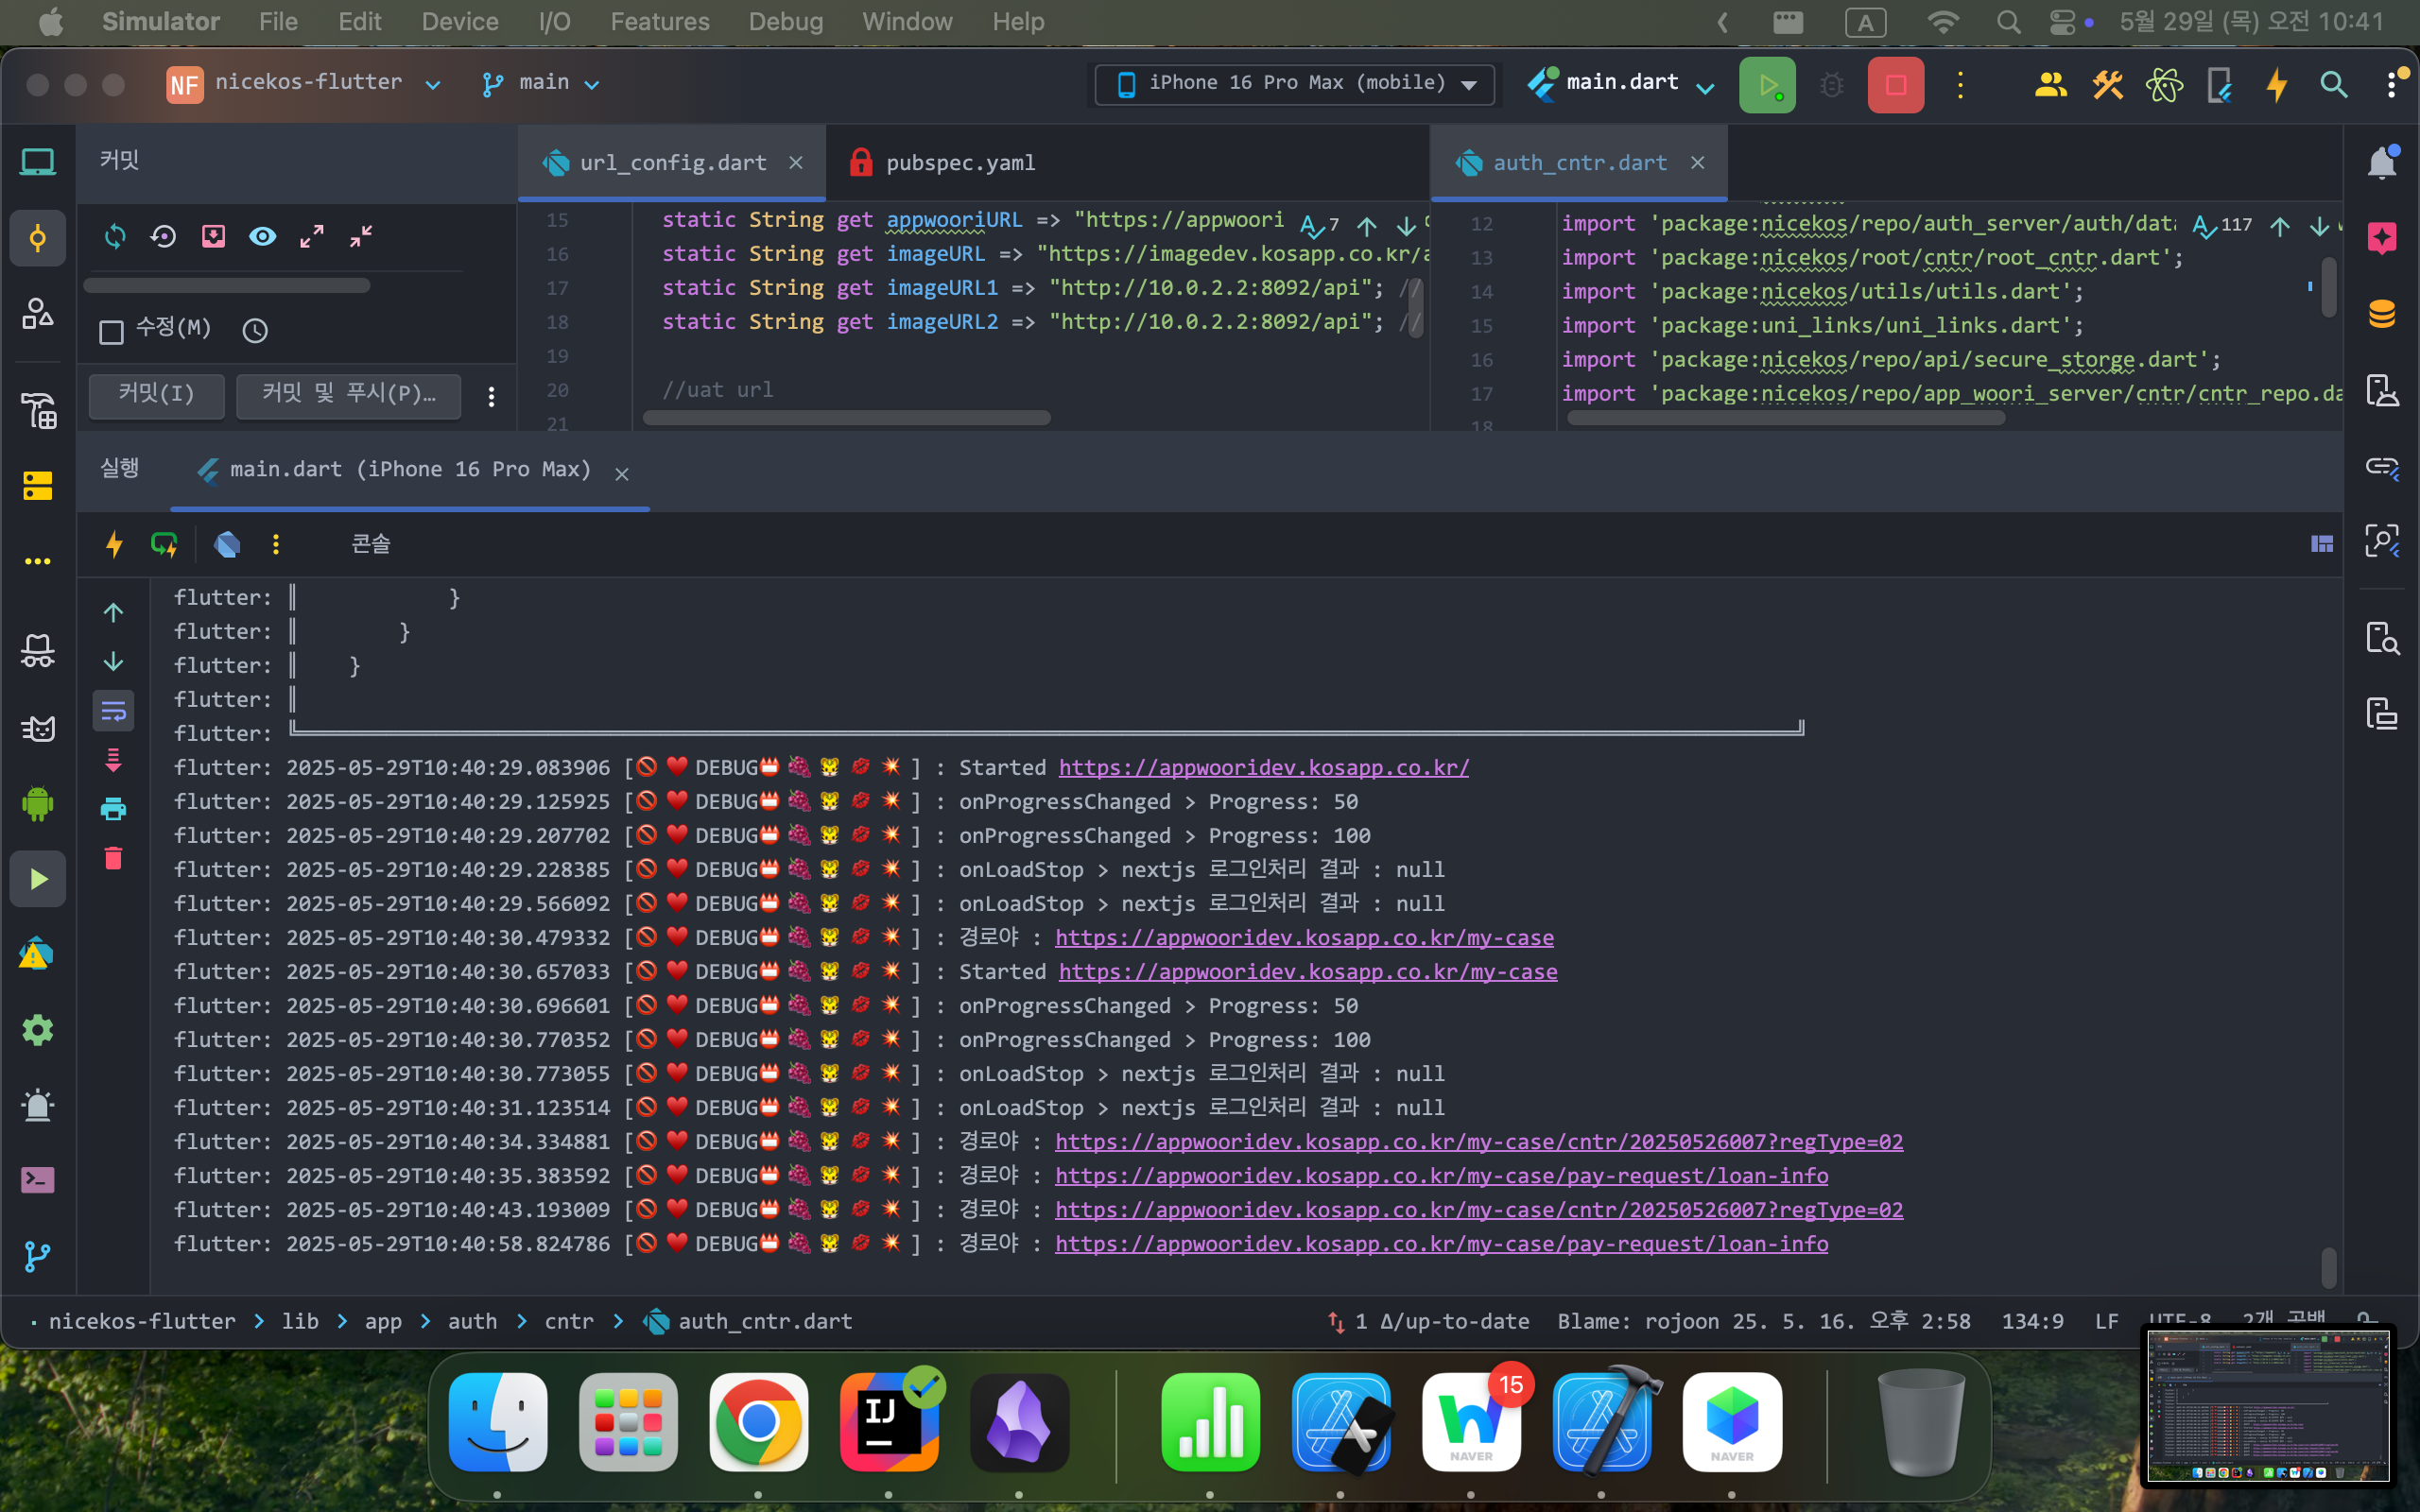 Simulator File Edit Device I/O Features Debug Window Help A 5월 29일 (목) 오전 10:41
NF nicekos-flutter main iPhone 16 Pro Max (mobile) main.dart
커밋 url_config.dart pubspec.yaml auth_cntr.dart
수정(M)
커밋(I) 커밋 및 푸시(P)...
15 static String get appwooriURL => "https://appwoori 7
16 static String get imageURL => "https://imagedev.kosapp.co.kr/a
17 static String get imageURL1 => "http://10.0.2.2:8092/api"; //
18 static String get imageURL2 => "http://10.0.2.2:8092/api"; //
19
20 //uat url
21
12 import 'package:nicekos/repo/auth_server/auth/data 117
13 import 'package:nicekos/root/cntr/root_cntr.dart';
14 import 'package:nicekos/utils/utils.dart';
15 import 'package:uni_links/uni_links.dart';
16 import 'package:nicekos/repo/api/secure_storge.dart';
17 import 'package:nicekos/repo/app_woori_server/cntr/cntr_repo.da
18
실행 main.dart (iPhone 16 Pro Max)
콘솔
flutter: ║ }
flutter: ║ }
flutter: ║ }
flutter: ║
flutter: ╚══════════╝
flutter: 2025-05-29T10:40:29.083906 [🚫 ♥️ DEBUG📛 🍇 🐯 💋 💥 ] : Started https://appwooridev.kosapp.co.kr/
flutter: 2025-05-29T10:40:29.125925 [🚫 ♥️ DEBUG📛 🍇 🐯 💋 💥 ] : onProgressChanged > Progress: 50
flutter: 2025-05-29T10:40:29.207702 [🚫 ♥️ DEBUG📛 🍇 🐯 💋 💥 ] : onProgressChanged > Progress: 100
flutter: 2025-05-29T10:40:29.228385 [🚫 ♥️ DEBUG📛 🍇 🐯 💋 💥 ] : onLoadStop > nextjs 로그인처리 결과 : null
flutter: 2025-05-29T10:40:29.566092 [🚫 ♥️ DEBUG📛 🍇 🐯 💋 💥 ] : onLoadStop > nextjs 로그인처리 결과 : null
flutter: 2025-05-29T10:40:30.479332 [🚫 ♥️ DEBUG📛 🍇 🐯 💋 💥 ] : 경로야 : https://appwooridev.kosapp.co.kr/my-case
flutter: 2025-05-29T10:40:30.657033 [🚫 ♥️ DEBUG📛 🍇 🐯 💋 💥 ] : Started https://appwooridev.kosapp.co.kr/my-case
flutter: 2025-05-29T10:40:30.696601 [🚫 ♥️ DEBUG📛 🍇 🐯 💋 💥 ] : onProgressChanged > Progress: 50
flutter: 2025-05-29T10:40:30.770352 [🚫 ♥️ DEBUG📛 🍇 🐯 💋 💥 ] : onProgressChanged > Progress: 100
flutter: 2025-05-29T10:40:30.773055 [🚫 ♥️ DEBUG📛 🍇 🐯 💋 💥 ] : onLoadStop > nextjs 로그인처리 결과 : null
flutter: 2025-05-29T10:40:31.123514 [🚫 ♥️ DEBUG📛 🍇 🐯 💋 💥 ] : onLoadStop > nextjs 로그인처리 결과 : null
flutter: 2025-05-29T10:40:34.334881 [🚫 ♥️ DEBUG📛 🍇 🐯 💋 💥 ] : 경로야 : https://appwooridev.kosapp.co.kr/my-case/cntr/20250526007?regType=02
flutter: 2025-05-29T10:40:35.383592 [🚫 ♥️ DEBUG📛 🍇 🐯 💋 💥 ] : 경로야 : https://appwooridev.kosapp.co.kr/my-case/pay-request/loan-info
flutter: 2025-05-29T10:40:43.193009 [🚫 ♥️ DEBUG📛 🍇 🐯 💋 💥 ] : 경로야 : https://appwooridev.kosapp.co.kr/my-case/cntr/20250526007?regType=02
flutter: 2025-05-29T10:40:58.824786 [🚫 ♥️ DEBUG📛 🍇 🐯 💋 💥 ] : 경로야 : https://appwooridev.kosapp.co.kr/my-case/pay-request/loan-info
nicekos-flutter > lib > app > auth > cntr > auth_cntr.dart 1 Δ/up-to-date Blame: rojoon 25. 5. 16. 오후 2:58 134:9 LF UTF-8 2개 공백
IJ 15 NAVER NAVER